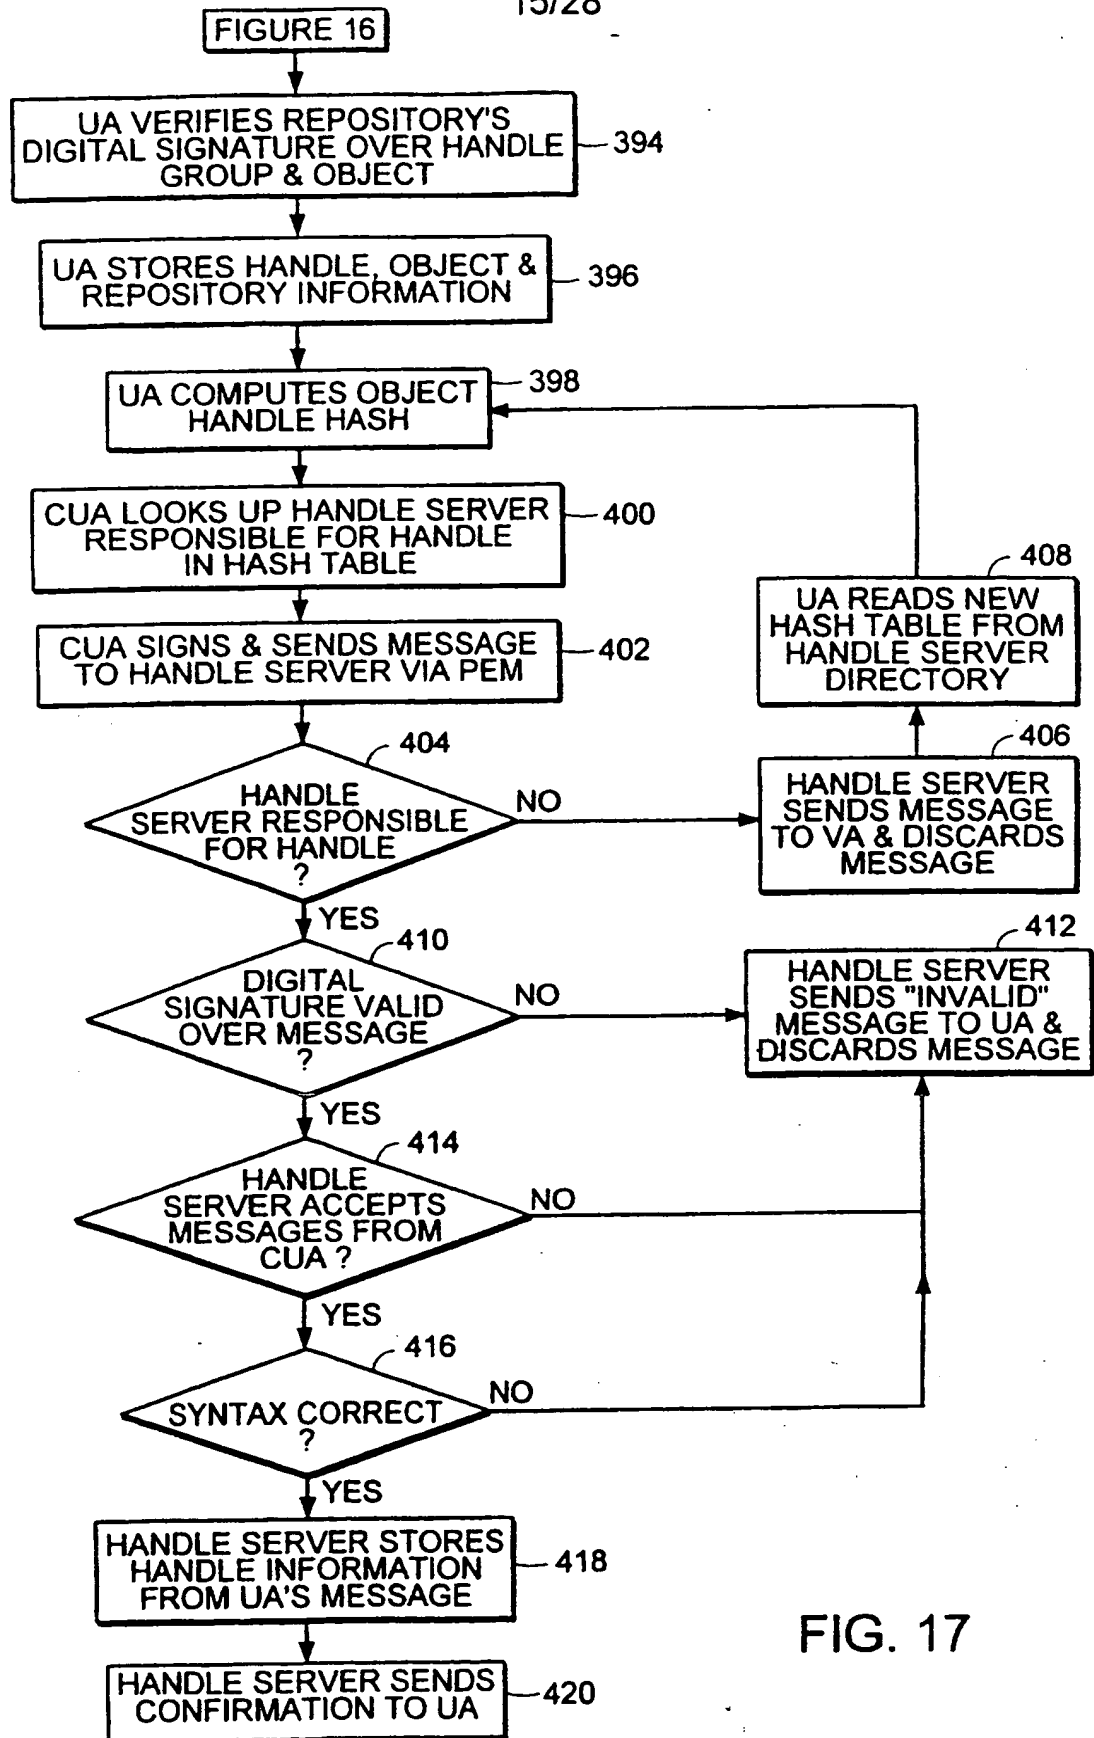 15/28
FIGURE 16
UA VERIFIES REPOSITORY'S
DIGITAL SIGNATURE OVER HANDLE
GROUP & OBJECT
394
UA STORES HANDLE, OBJECT &
REPOSITORY INFORMATION
396
UA COMPUTES OBJECT
HANDLE HASH
398
CUA LOOKS UP HANDLE SERVER
RESPONSIBLE FOR HANDLE
IN HASH TABLE
400
CUA SIGNS & SENDS MESSAGE
TO HANDLE SERVER VIA PEM
402
408
UA READS NEW
HASH TABLE FROM
HANDLE SERVER
DIRECTORY
404
HANDLE
SERVER RESPONSIBLE
FOR HANDLE
?
NO
406
HANDLE SERVER
SENDS MESSAGE
TO VA & DISCARDS
MESSAGE
YES
410
DIGITAL
SIGNATURE VALID
OVER MESSAGE
?
NO
412
HANDLE SERVER
SENDS "INVALID"
MESSAGE TO UA &
DISCARDS MESSAGE
YES
414
HANDLE
SERVER ACCEPTS
MESSAGES FROM
CUA ?
NO
YES
416
SYNTAX CORRECT
?
NO
YES
HANDLE SERVER STORES
HANDLE INFORMATION
FROM UA'S MESSAGE
418
HANDLE SERVER SENDS
CONFIRMATION TO UA
420
FIG. 17